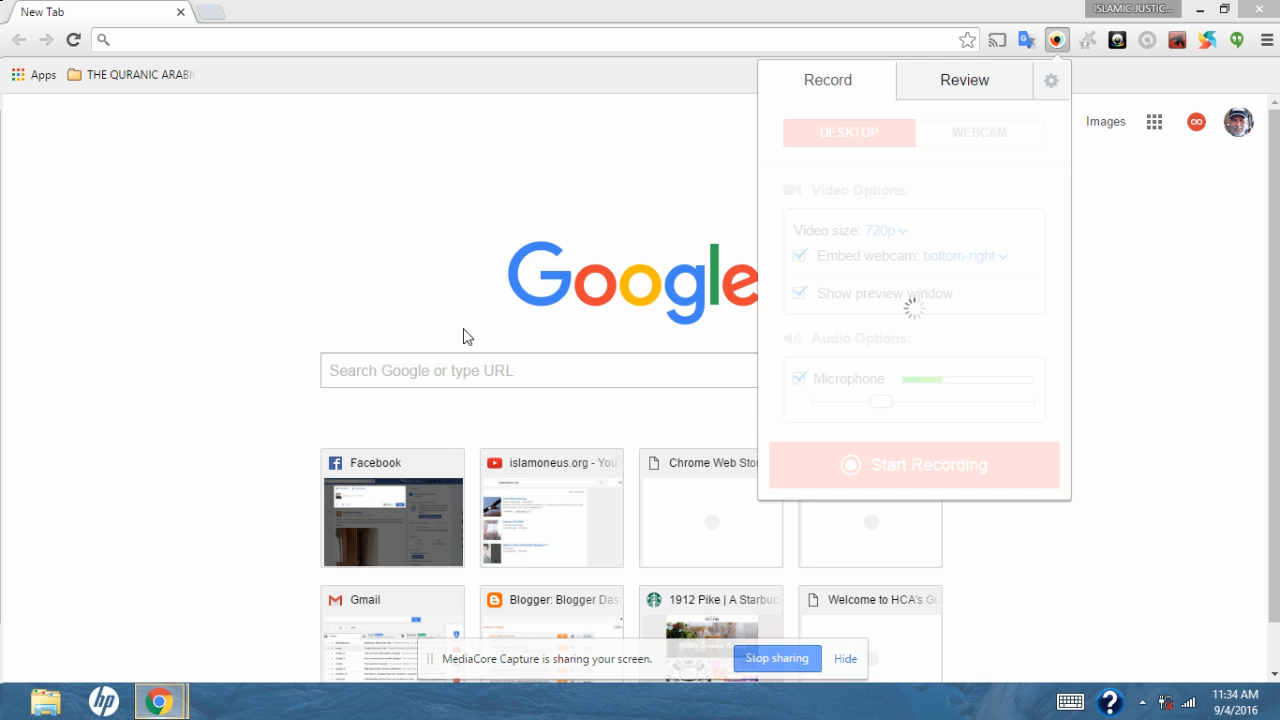 New Tab
ISLAMIC JUSTIC...
Apps
THE QURANIC ARABIC
Record
Review
Images
DESKTOP
WEBCAM
Video Options:
Video size: 720p
Embed webcam: bottom-right
Show preview window
Google
Audio Options:
Search Google or type URL
Microphone
Start Recording
Facebook
islamoneus.org - You
Chrome Web Sto
Gmail
Blogger: Blogger Das
1912 Pike | A Starbuc
Welcome to HCA's G
MediaCore Capture is sharing your screen.
Stop sharing
hp
11:34 AM
9/4/2016